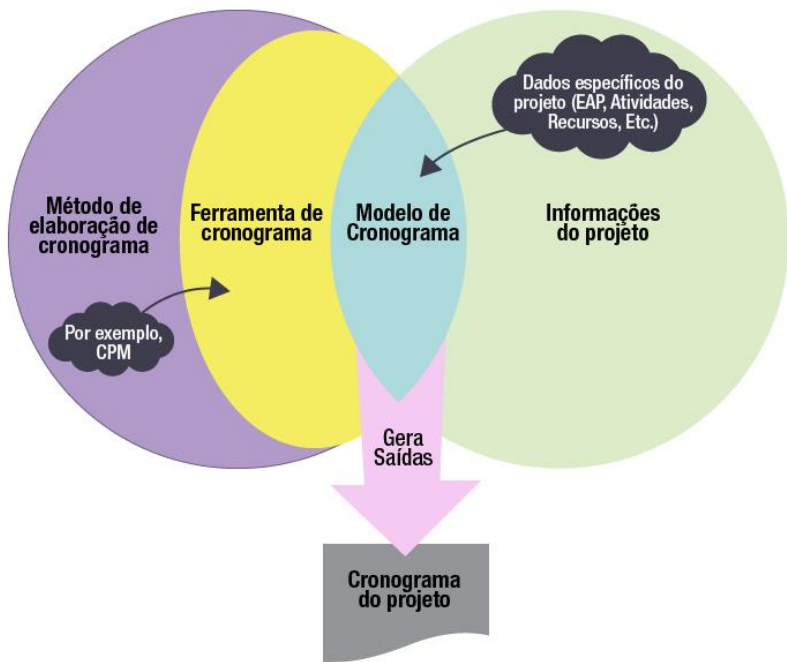 Dados específicos do
projeto (EAP, Atividades,
Recursos, Etc.)
Método de
elaboração de
cronograma
Ferramenta de
cronograma
Modelo de
Cronograma
Informações
do projeto
Por exemplo,
CPM
Gera
Saídas
Cronograma
do projeto